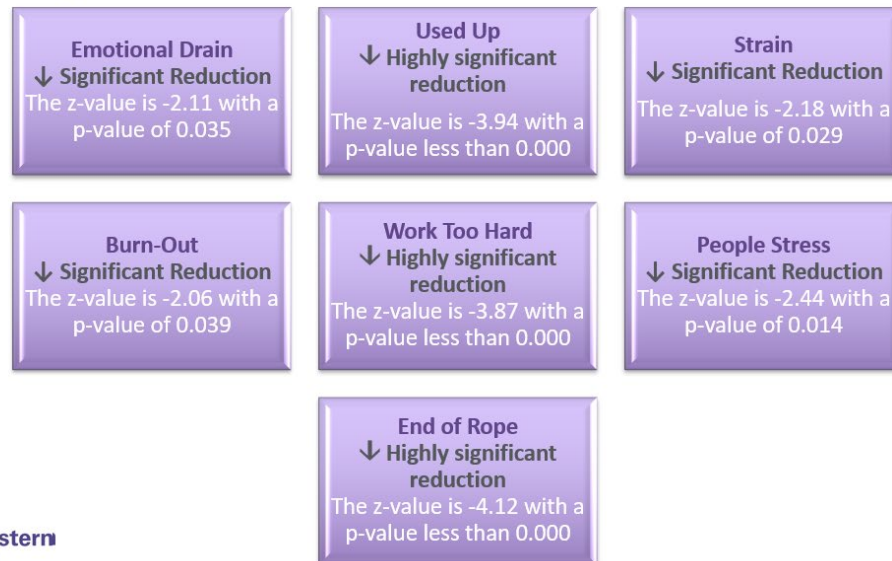 Emotional Drain
↓ Significant Reduction
The z-value is -2.11 with a
p-value of 0.035
Used Up
↓ Highly significant
reduction
The z-value is -3.94 with a
p-value less than 0.000
Strain
↓ Significant Reduction
The z-value is -2.18 with a
p-value of 0.029
Burn-Out
↓ Significant Reduction
The z-value is -2.06 with a
p-value of 0.039
Work Too Hard
↓ Highly significant
reduction
The z-value is -3.87 with a
p-value less than 0.000
People Stress
↓ Significant Reduction
The z-value is -2.44 with a
p-value of 0.014
End of Rope
↓ Highly significant
reduction
The z-value is -4.12 with a
p-value less than 0.000
stern